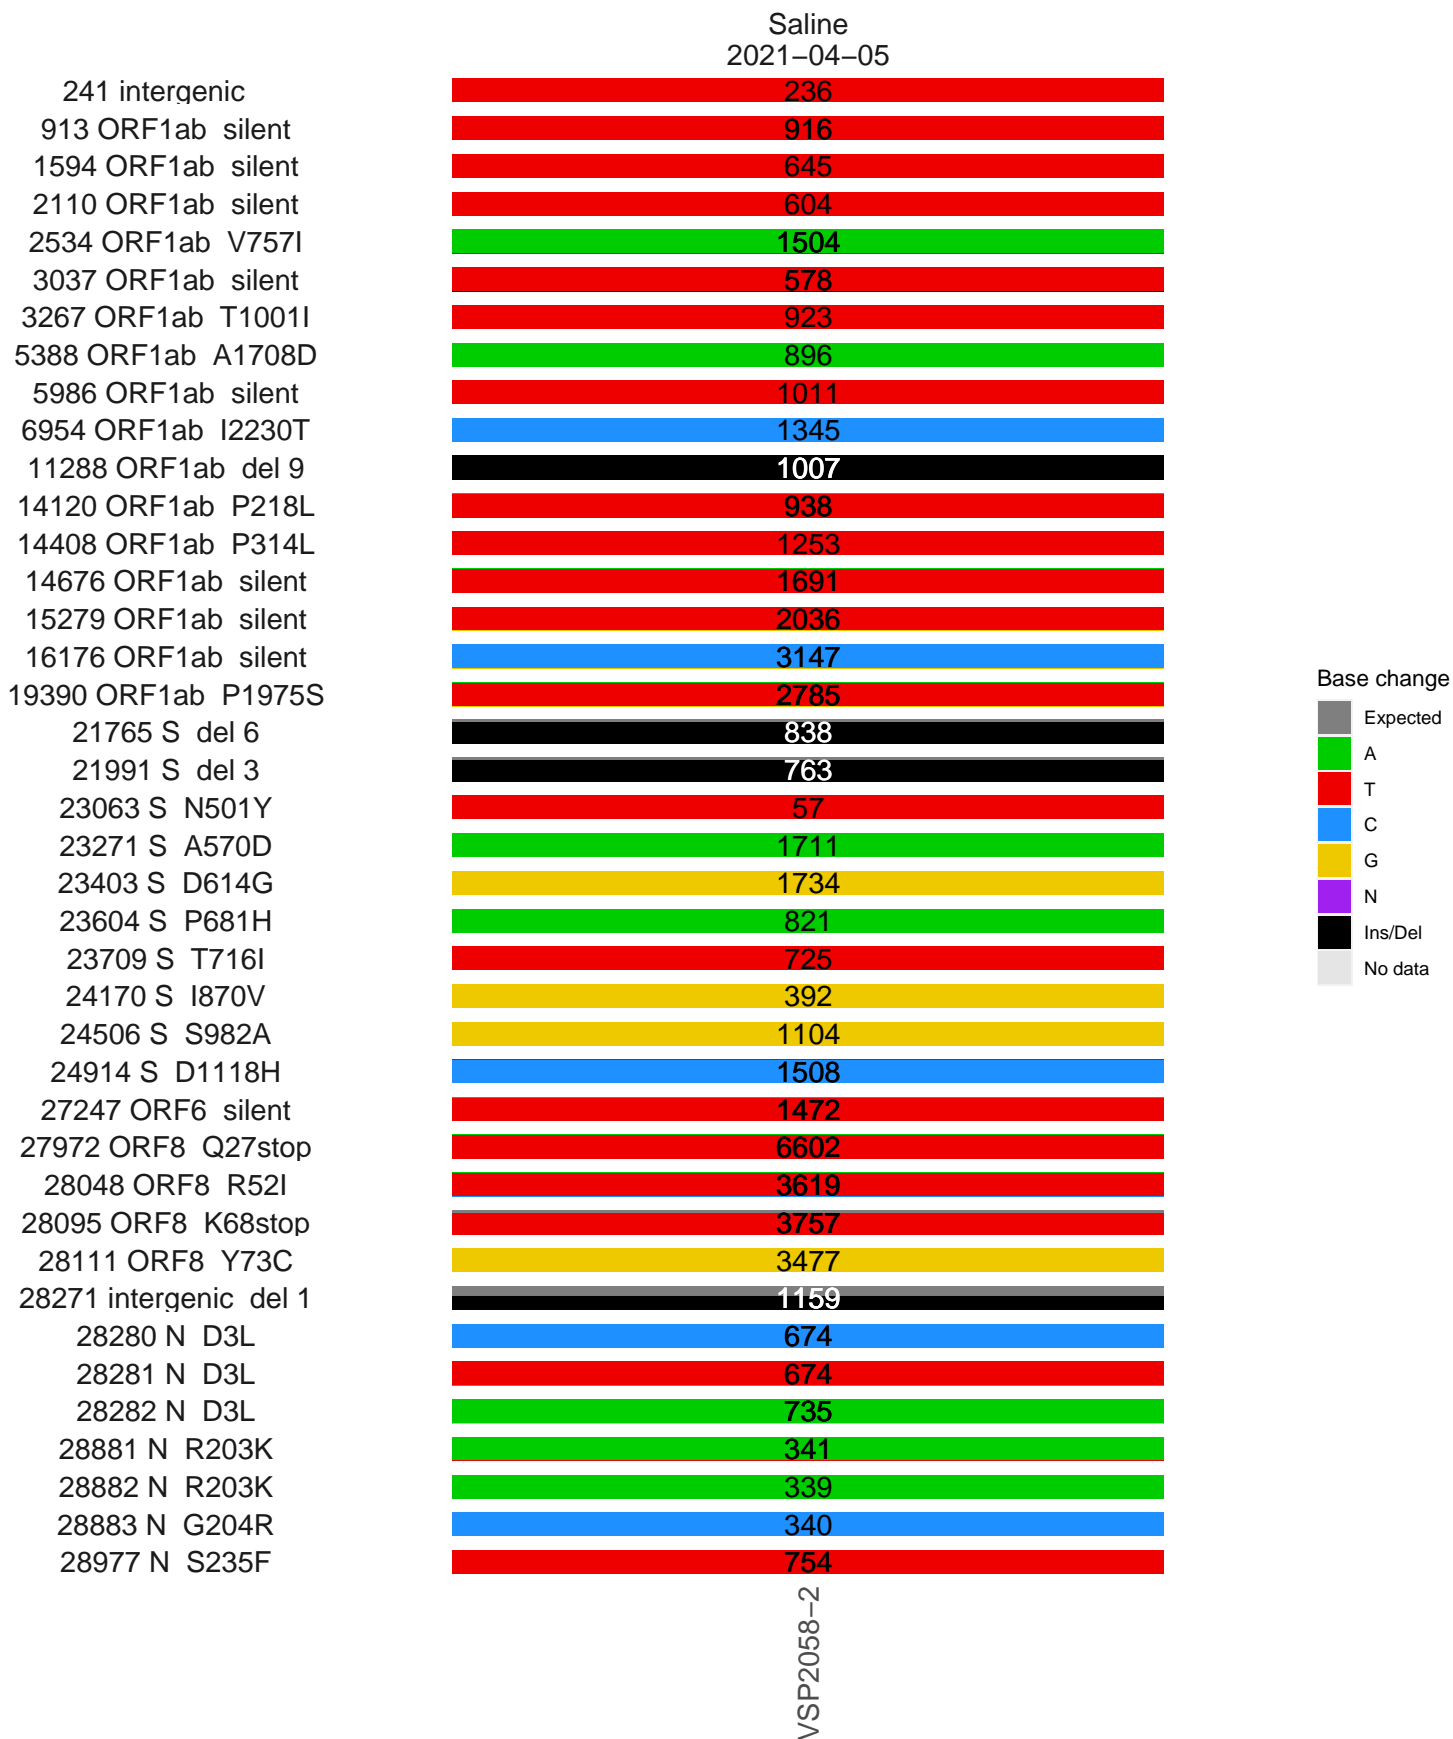 Saline
2021−04−05
241 intergenic 236
913 ORF1ab silent 916
1594 ORF1ab silent 645
2110 ORF1ab silent 604
2534 ORF1ab V757I 1504
3037 ORF1ab silent 578
3267 ORF1ab T1001I 923
5388 ORF1ab A1708D 896
5986 ORF1ab silent 1011
6954 ORF1ab I2230T 1345
11288 ORF1ab del 9 1007
14120 ORF1ab P218L 938
14408 ORF1ab P314L 1253
14676 ORF1ab silent 1691
15279 ORF1ab silent 2036
16176 ORF1ab silent 3147
19390 ORF1ab P1975S 2785
21765 S del 6 838
21991 S del 3 763
23063 S N501Y 57
23271 S A570D 1711
23403 S D614G 1734
23604 S P681H 821
23709 S T716I 725
24170 S I870V 392
24506 S S982A 1104
24914 S D1118H 1508
27247 ORF6 silent 1472
27972 ORF8 Q27stop 6602
28048 ORF8 R52I 3619
28095 ORF8 K68stop 3757
28111 ORF8 Y73C 3477
28271 intergenic del 1 1159
28280 N D3L 674
28281 N D3L 674
28282 N D3L 735
28881 N R203K 341
28882 N R203K 339
28883 N G204R 340
28977 N S235F 754
VSP2058−2
Base change
Expected
A
T
C
G
N
Ins/Del
No data